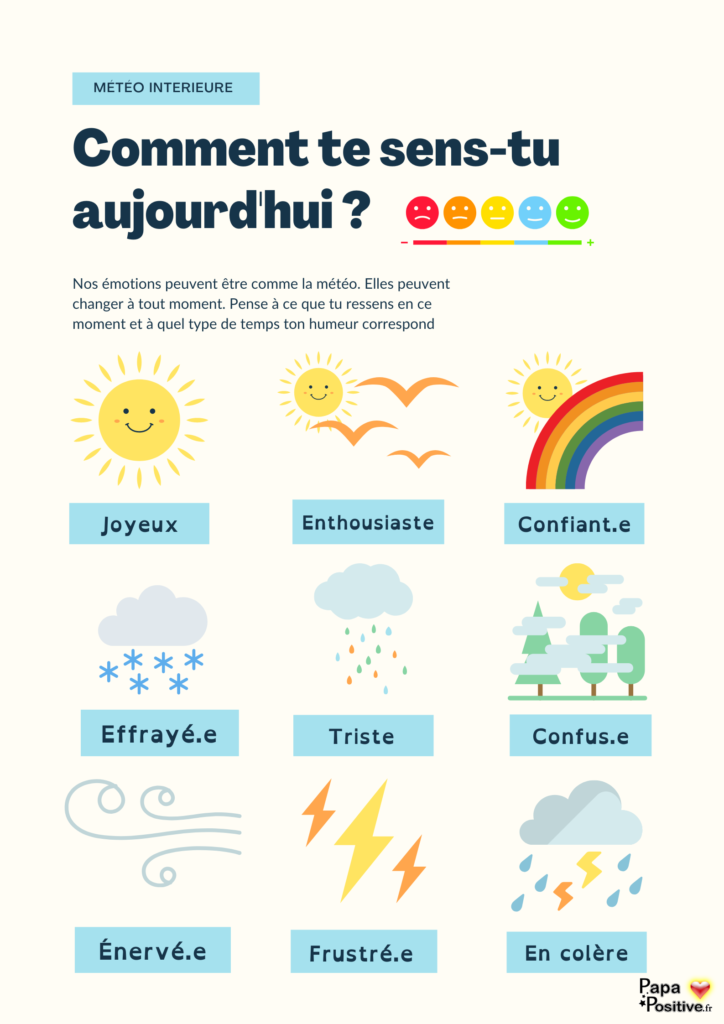 MÉTÉO INTERIEURE
Comment te sens-tu
aujourd'hui ?
- +
Nos émotions peuvent être comme la météo. Elles peuvent
changer à tout moment. Pense à ce que tu ressens en ce
moment et à quel type de temps ton humeur correspond
Joyeux
Enthousiaste
Confiant.e
Effrayé.e
Triste
Confus.e
Énervé.e
Frustré.e
En colère
Papa
Positive.fr